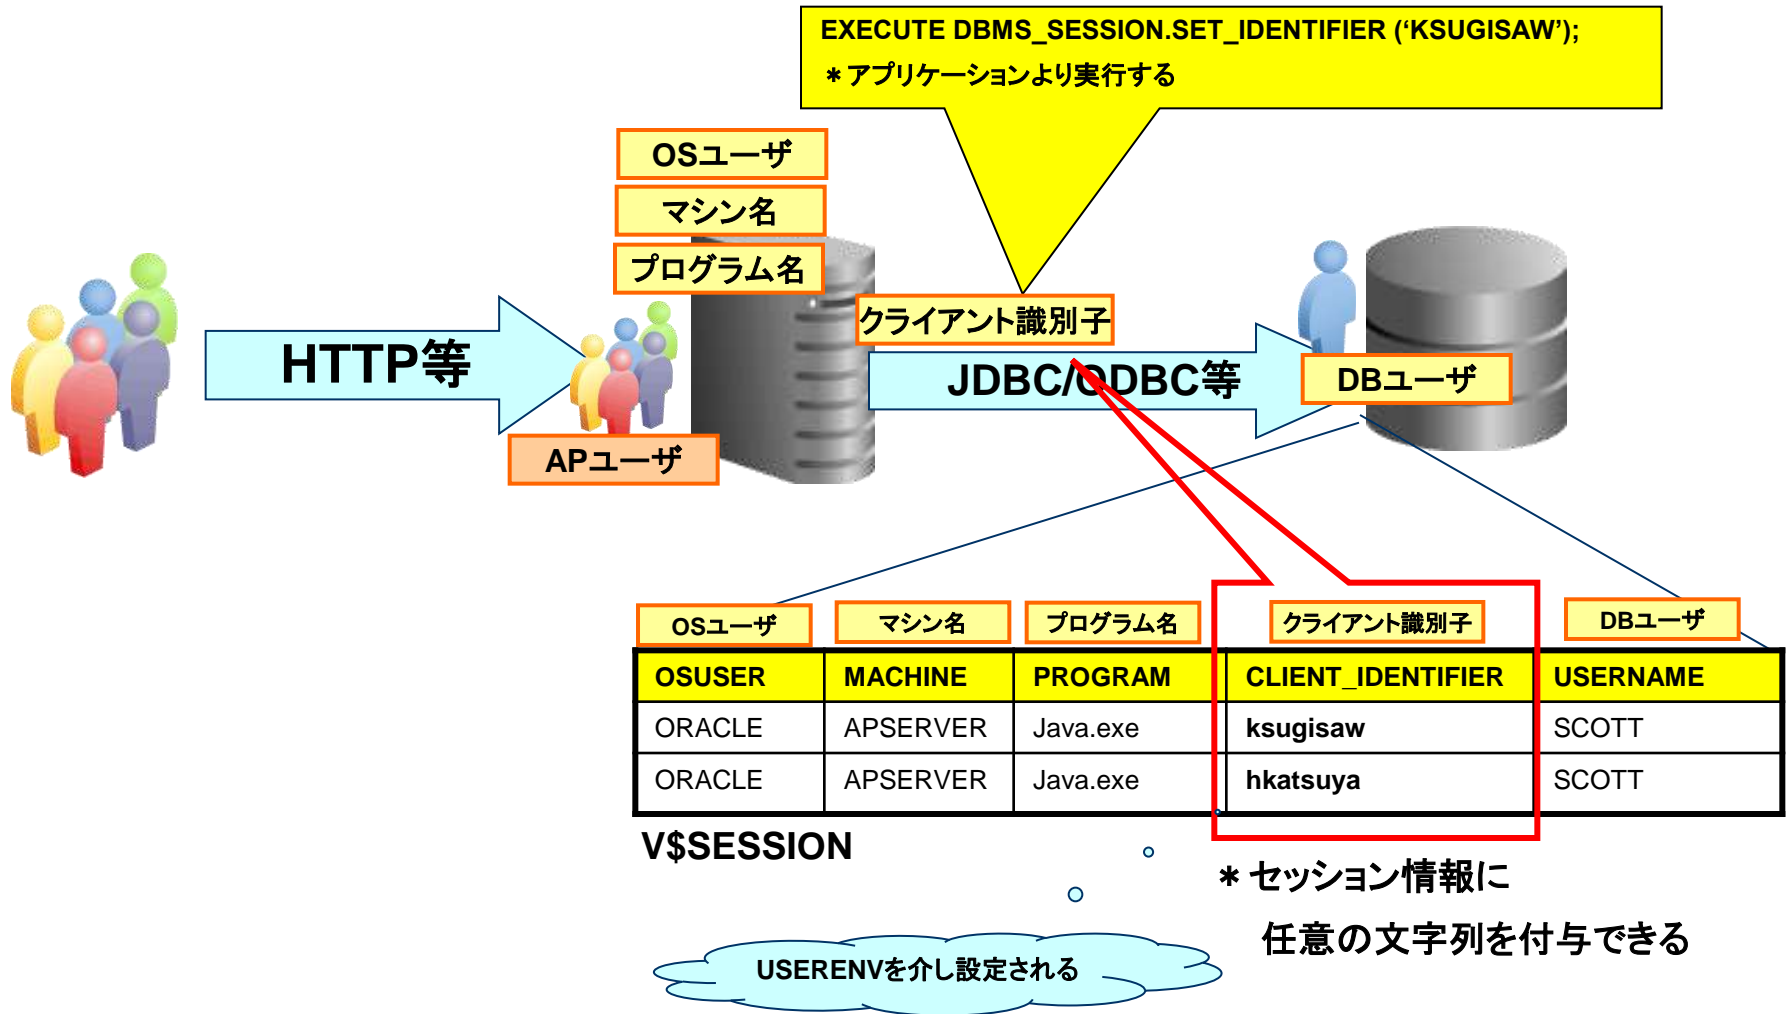 EXECUTE DBMS_SESSION.SET_IDENTIFIER (‘KSUGISAW’);
＊アプリケーションより実行する
OSユーザ
マシン名
プログラム名
クライアント識別子
HTTP等
JDBC/ODBC等
DBユーザ
APユーザ
OSユーザ マシン名 プログラム名 クライアント識別子 DBユーザ
OSUSER MACHINE PROGRAM CLIENT_IDENTIFIER USERNAME
ORACLE APSERVER Java.exe ksugisaw SCOTT
ORACLE APSERVER Java.exe hkatsuya SCOTT
V$SESSION
＊セッション情報に
任意の文字列を付与できる
USERENVを介し設定される